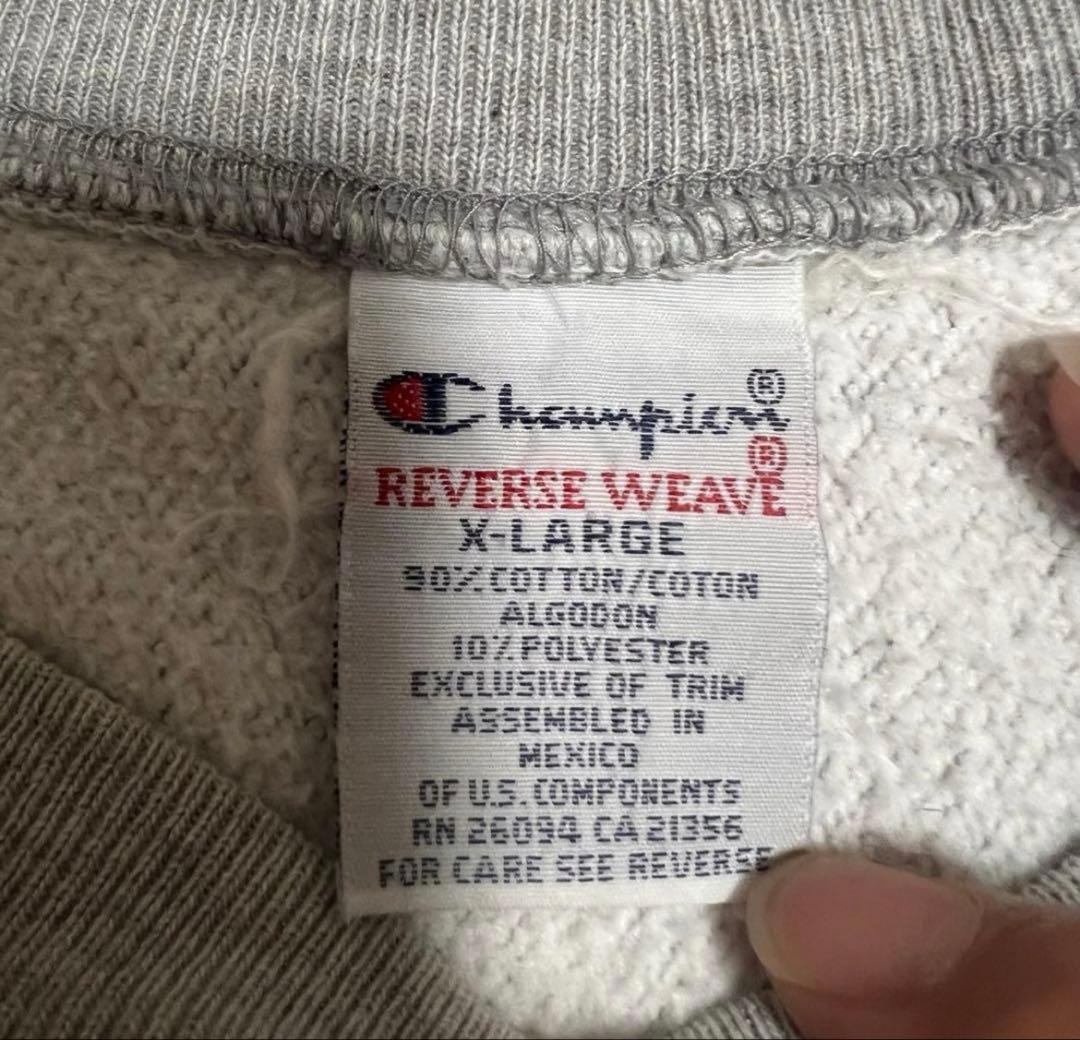 Champion®
REVERSE WEAVE®
X-LARGE
90% COTTON/COTON
ALGODON
10% POLYESTER
EXCLUSIVE OF TRIM
ASSEMBLED IN
MEXICO
OF U.S. COMPONENTS
RN 26094 CA 21356
FOR CARE SEE REVERSE